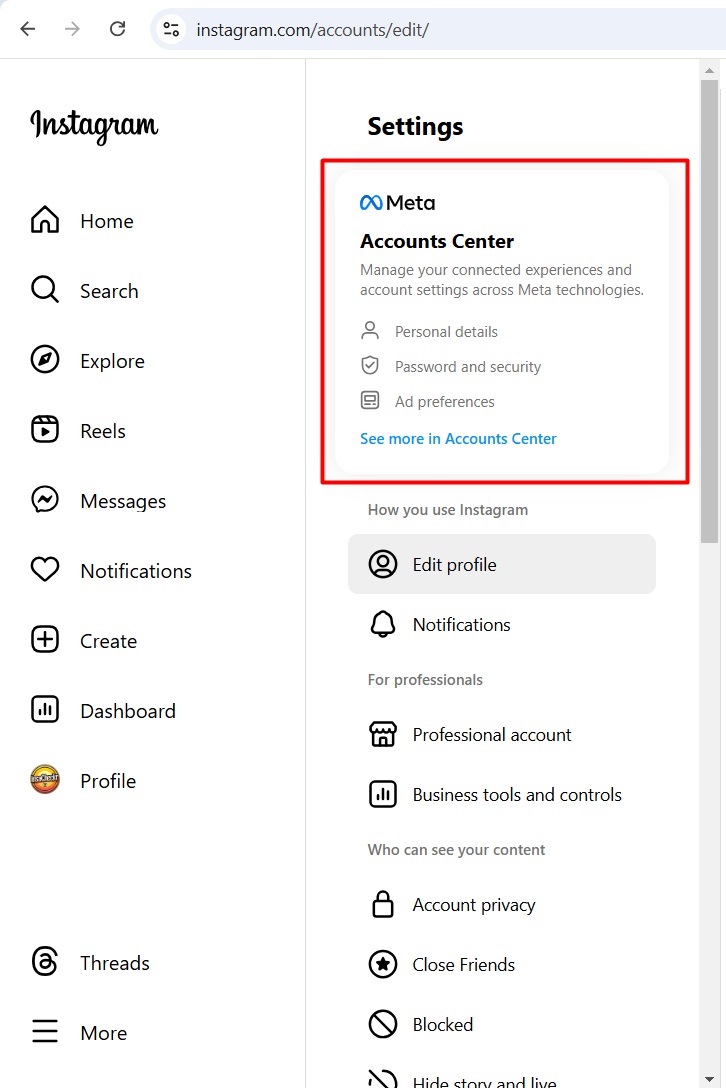 instagram.com/accounts/edit/
Instagram
Home
Search
Explore
Reels
Messages
Notifications
Create
Dashboard
Profile
Threads
More
Settings
Meta
Accounts Center
Manage your connected experiences and
account settings across Meta technologies.
Personal details
Password and security
Ad preferences
See more in Accounts Center
How you use Instagram
Edit profile
Notifications
For professionals
Professional account
Business tools and controls
Who can see your content
Account privacy
Close Friends
Blocked
Hide story and live